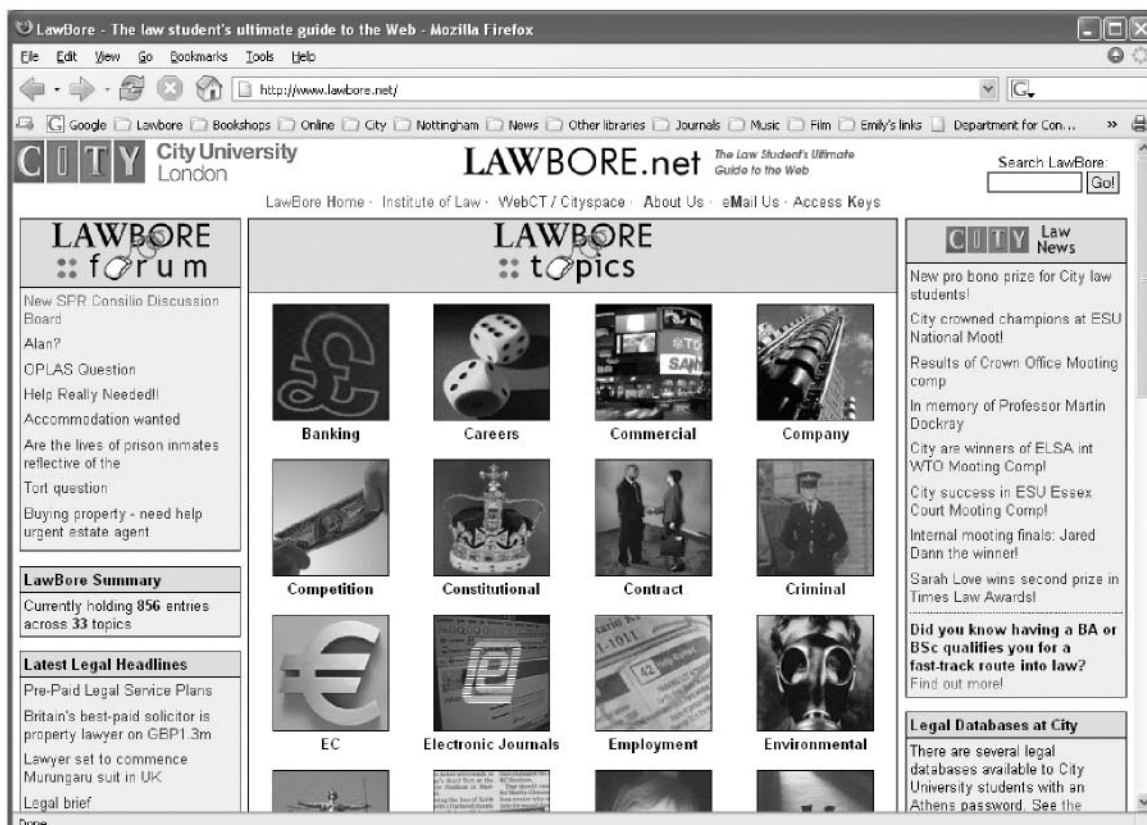 LawBore - The law student's ultimate guide to the Web - Mozilla Firefox
File Edit View Go Bookmarks Tools Help
http://www.lawbore.net/
G
Google Lawbore Bookshops Online City Nottingham News Other libraries Journals Music Film Emily's links Department for Con... »
CITY City University London
LAWBORE.net The Law Student's Ultimate Guide to the Web
Search LawBore:
Go!
LawBore Home · Institute of Law · WebCT / Cityspace · About Us · eMail Us · Access Keys
LAWBORE
forum
New SPR Consilio Discussion
Board
Alan?
OPLAS Question
Help Really Needed!!
Accommodation wanted
Are the lives of prison inmates
reflective of the
Tort question
Buying property - need help
urgent estate agent
LawBore Summary
Currently holding 856 entries
across 33 topics
Latest Legal Headlines
Pre-Paid Legal Service Plans
Britain's best-paid solicitor is
property lawyer on GBP1.3m
Lawyer set to commence
Murungaru suit in UK
Legal brief
LAWBORE
topics
SANY
Banking Careers Commercial Company
Competition Constitutional Contract Criminal
1011
42
EC Electronic Journals Employment Environmental
CITY Law
News
New pro bono prize for City law
students!
City crowned champions at ESU
National Moot!
Results of Crown Office Mooting
comp
In memory of Professor Martin
Dockray
City are winners of ELSA int
WTO Mooting Comp!
City success in ESU Essex
Court Mooting Comp!
Internal mooting finals: Jared
Dann the winner!
Sarah Love wins second prize in
Times Law Awards!
Did you know having a BA or
BSc qualifies you for a
fast-track route into law?
Find out more!
Legal Databases at City
There are several legal
databases available to City
University students with an
Athens password. See the
Done